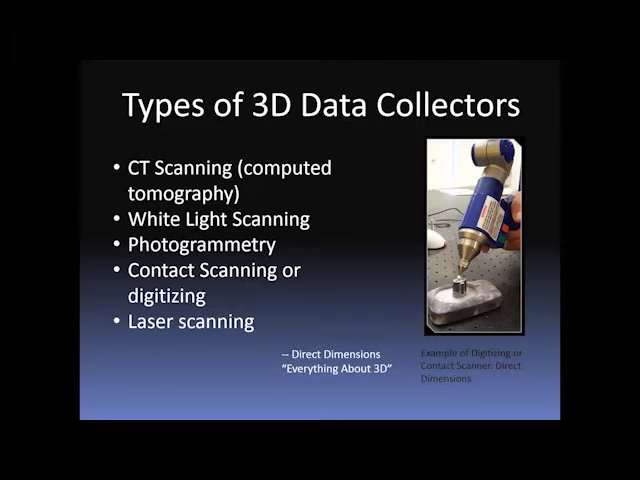 Types of 3D Data Collectors
• CT Scanning (computed
tomography)
• White Light Scanning
• Photogrammetry
• Contact Scanning or
digitizing
• Laser scanning
-- Direct Dimensions
“Everything About 3D”
Example of Digitizing or
Contact Scanner. Direct
Dimensions